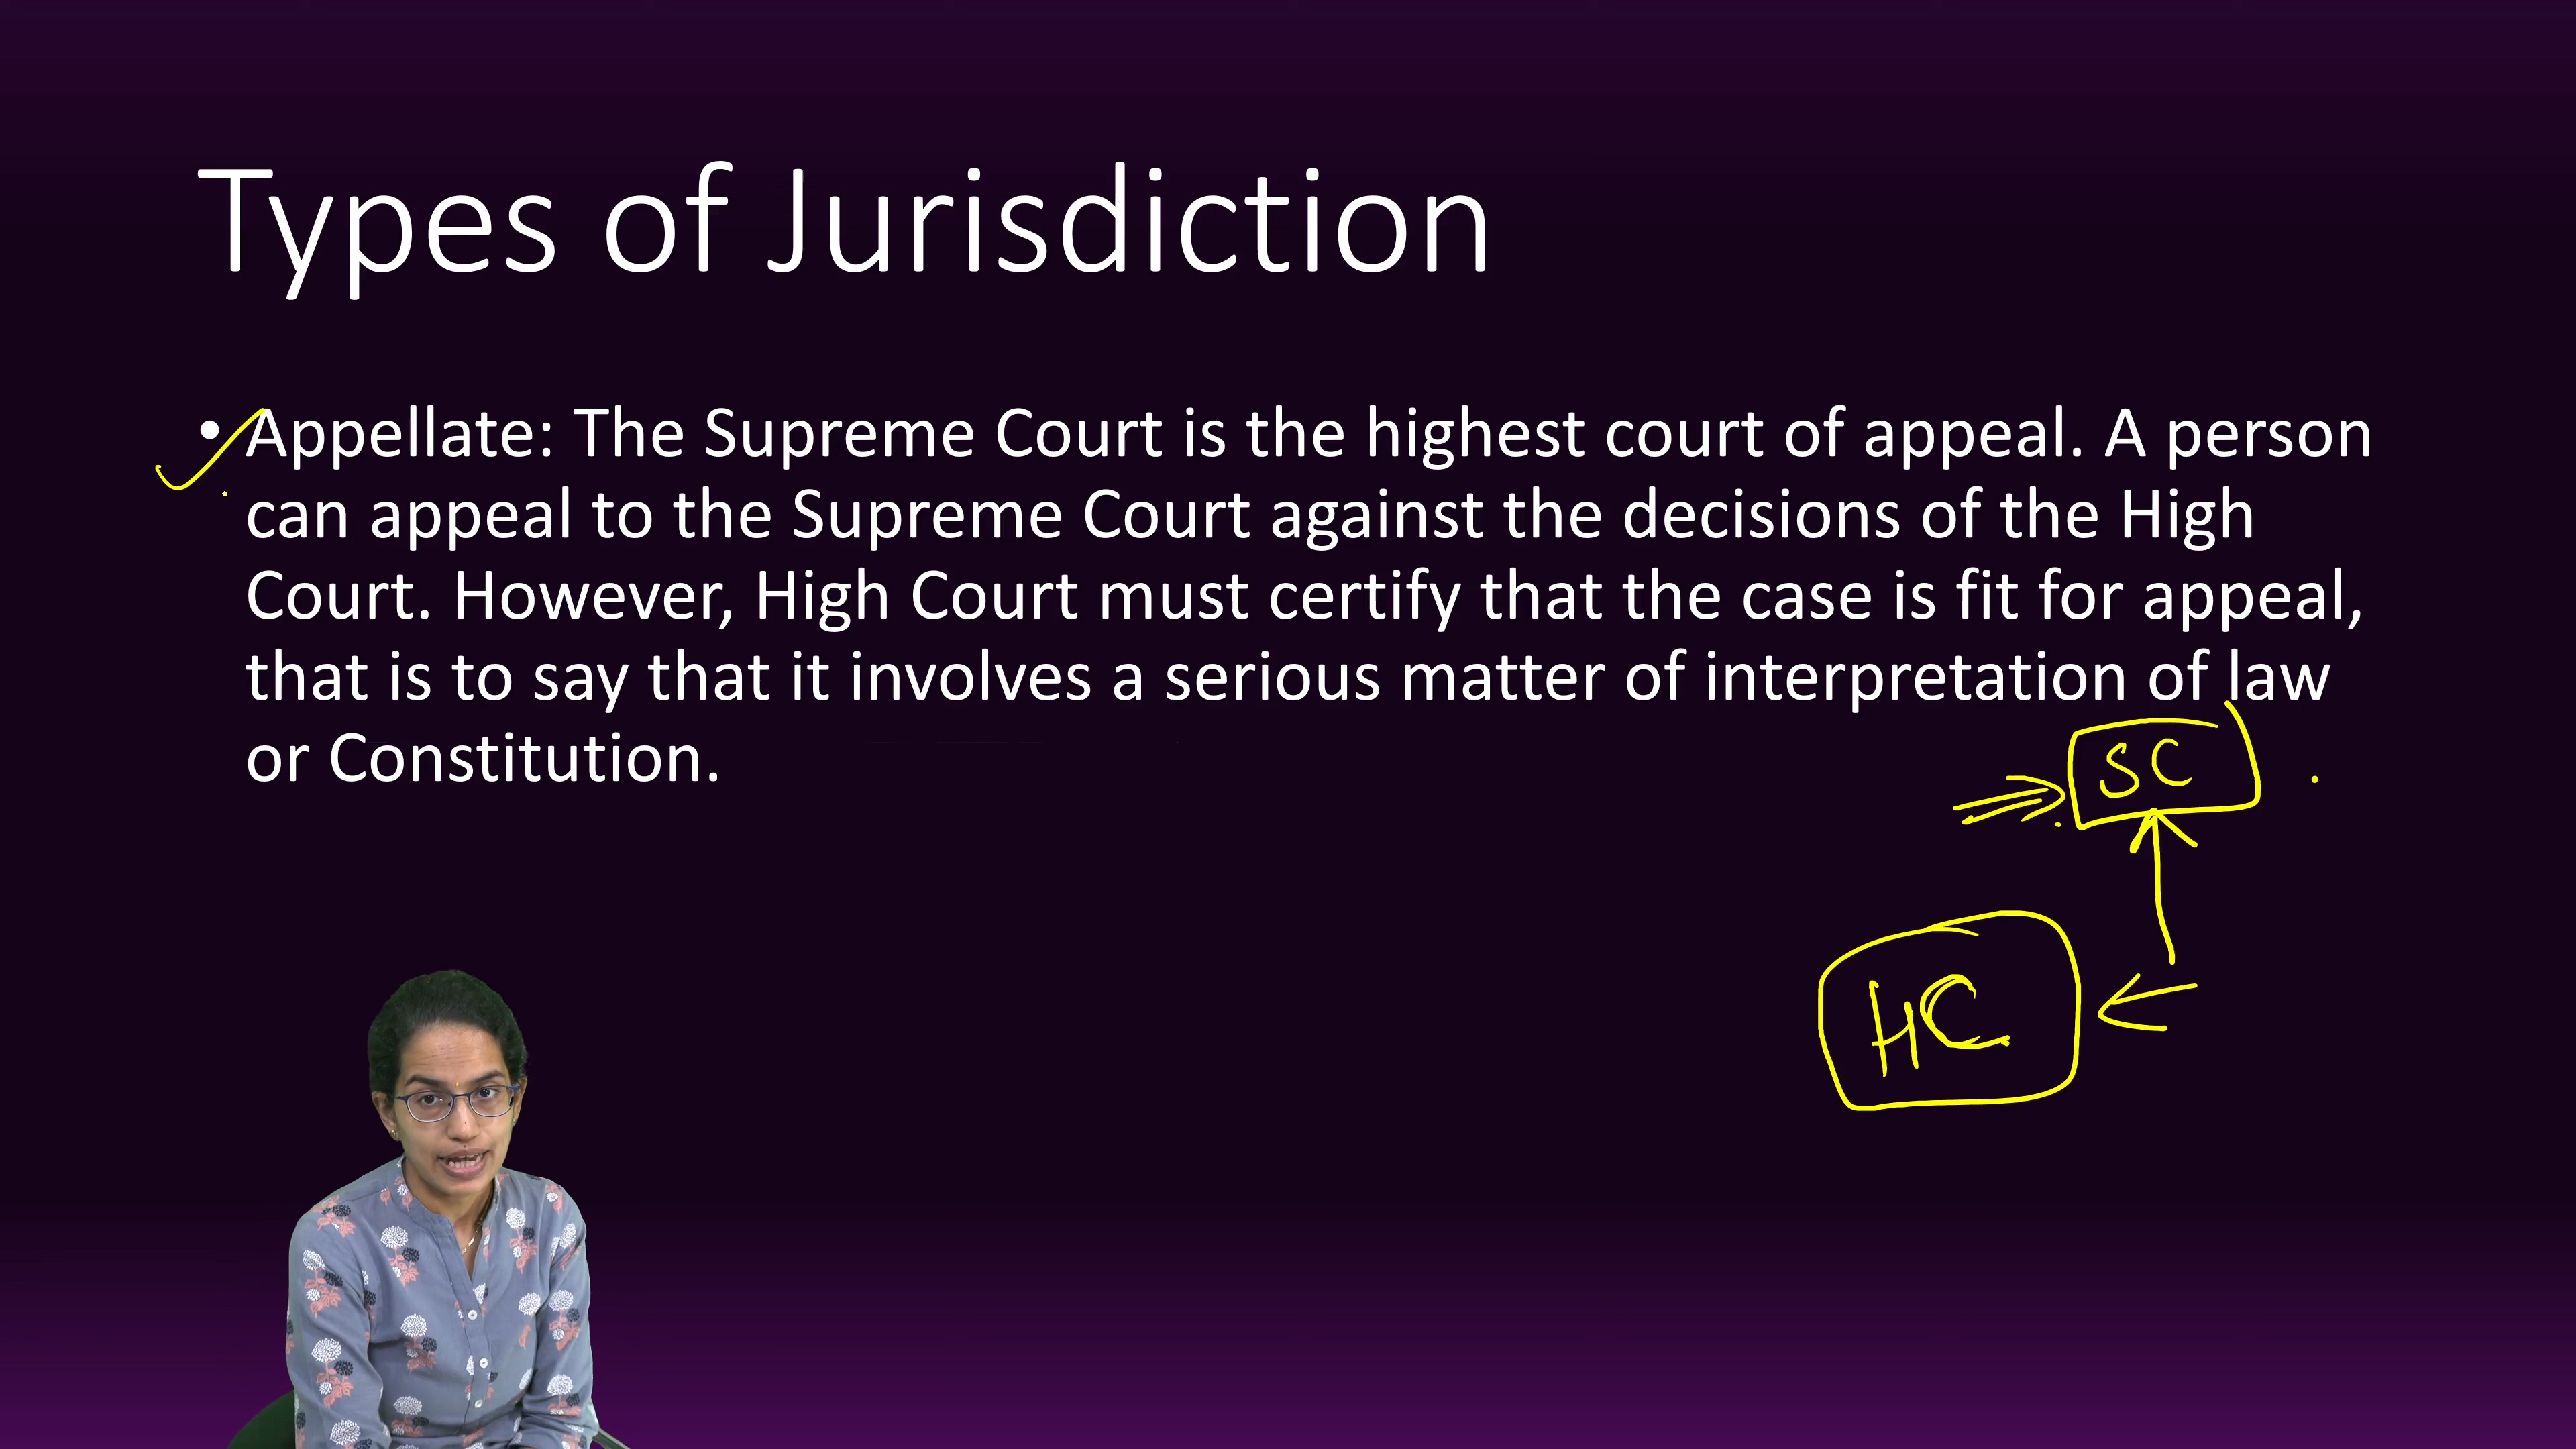 Types of Jurisdiction
• Appellate: The Supreme Court is the highest court of appeal. A person
can appeal to the Supreme Court against the decisions of the High
Court. However, High Court must certify that the case is fit for appeal,
that is to say that it involves a serious matter of interpretation of law
or Constitution.
SC
HC